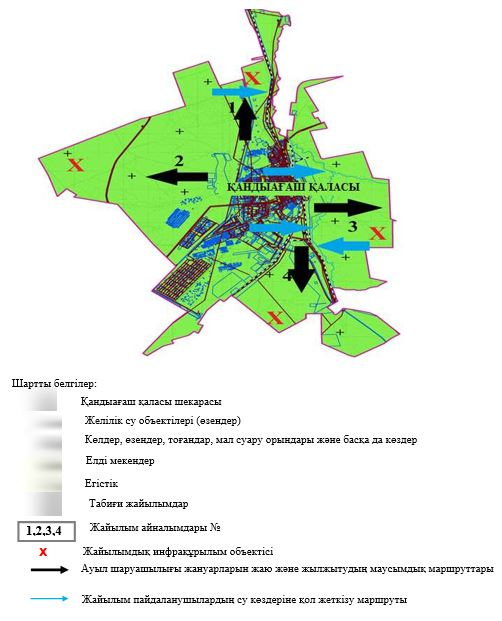 X
1
X
2
ҚАНДЫАҒАШ ҚАЛАСЫ
3
X
4
X
Шартты белгілер:
Қандыағаш қаласы шекарасы
Желілік су объектілері (өзендер)
Көлдер, өзендер, тоғандар, мал суару орындары және басқа да көздер
Елді мекендер
Егістік
Табиғи жайылымдар
1,2,3,4 Жайылым айналымдары №
X Жайылымдық инфрақұрылым объектісі
Ауыл шаруашылығы жануарларын жаю және жылжытудың маусымдық маршруттары
Жайылым пайдаланушылардың су көздеріне қол жеткізу маршруты